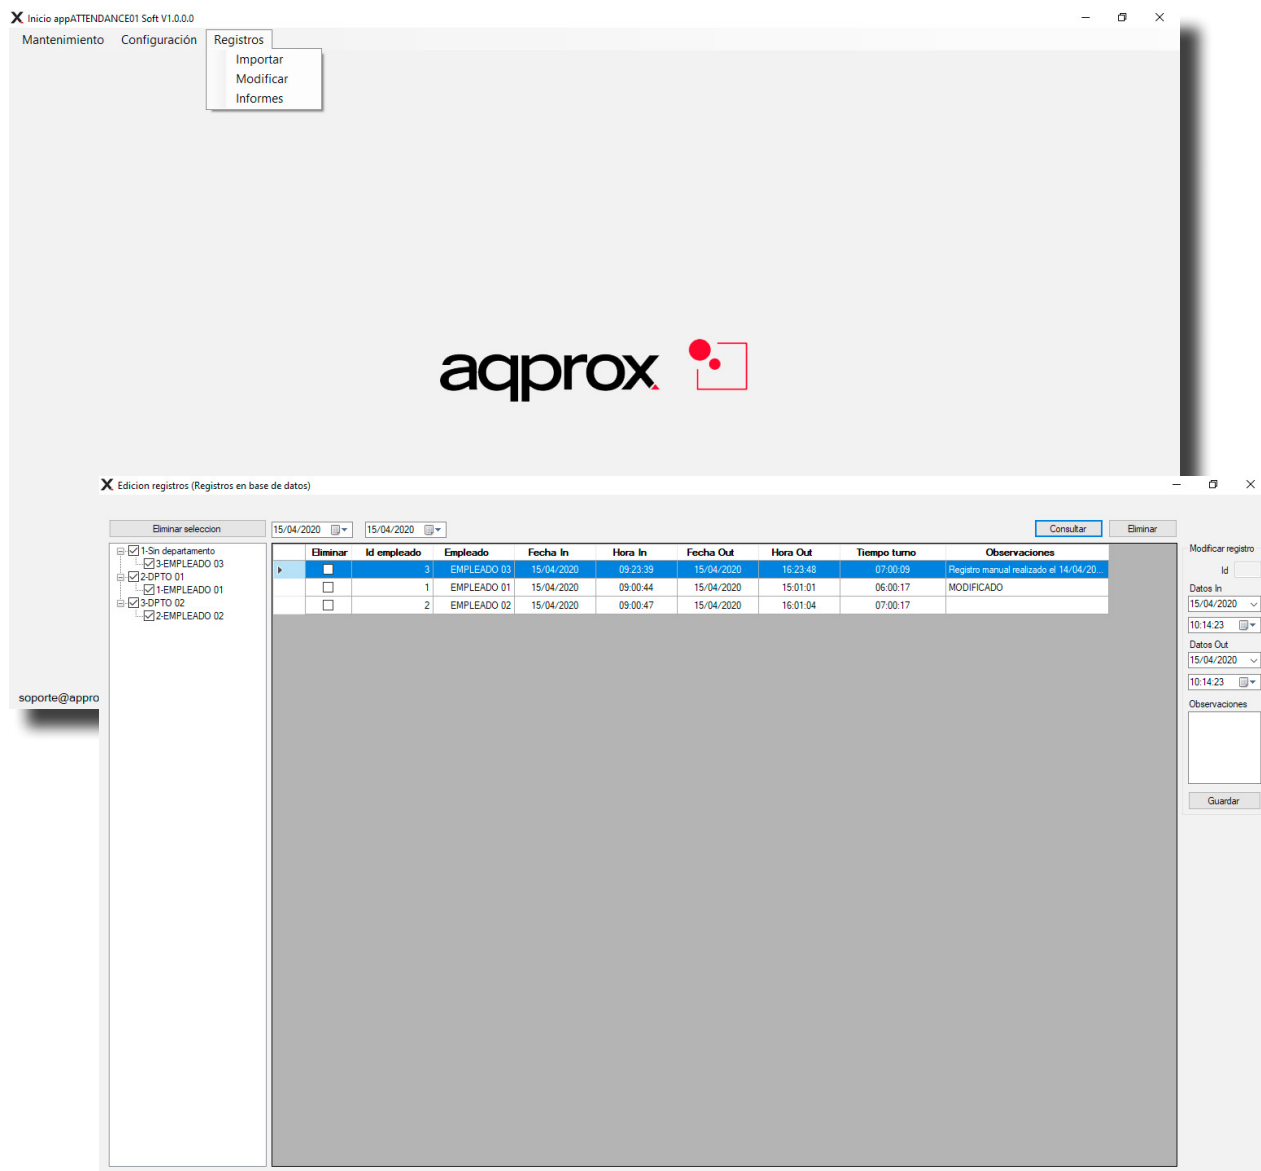 Inicio appATTENDANCE01 Soft V1.0.0.0
Mantenimiento Configuración Registros
Importar
Modificar
Informes
aqprox
soporte@appro
Edicion registros (Registros en base de datos)
Eliminar seleccion 15/04/2020 15/04/2020 Consultar Eliminar
1-Sin departamento
3-EMPLEADO 03
2-DPTO 01
1-EMPLEADO 01
3-DPTO 02
2-EMPLEADO 02
Eliminar Id empleado Empleado Fecha In Hora In Fecha Out Hora Out Tiempo turno Observaciones
3 EMPLEADO 03 15/04/2020 09:23:39 15/04/2020 16:23:48 07:00:09 Registro manual realizado el 14/04/20...
1 EMPLEADO 01 15/04/2020 09:00:44 15/04/2020 15:01:01 06:00:17 MODIFICADO
2 EMPLEADO 02 15/04/2020 09:00:47 15/04/2020 16:01:04 07:00:17
Modificar registro
Id
Datos In
15/04/2020
10:14:23
Datos Out
15/04/2020
10:14:23
Observaciones
Guardar